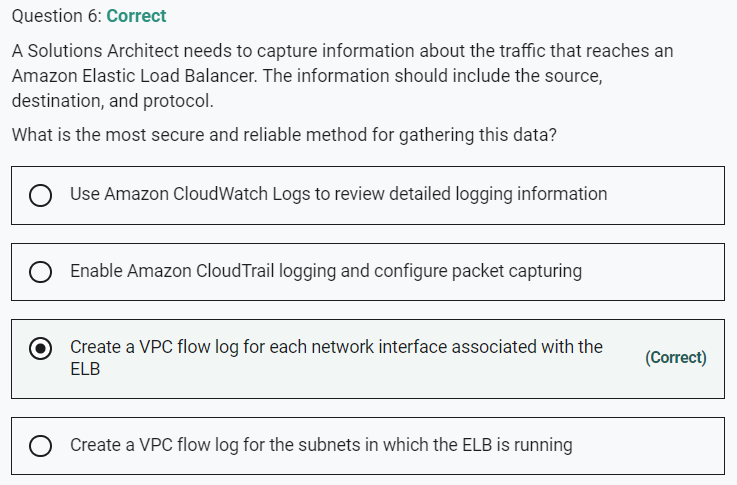 Question 6: Correct
A Solutions Architect needs to capture information about the traffic that reaches an
Amazon Elastic Load Balancer. The information should include the source,
destination, and protocol.
What is the most secure and reliable method for gathering this data?
Use Amazon CloudWatch Logs to review detailed logging information
Enable Amazon CloudTrail logging and configure packet capturing
Create a VPC flow log for each network interface associated with the
ELB
(Correct)
Create a VPC flow log for the subnets in which the ELB is running